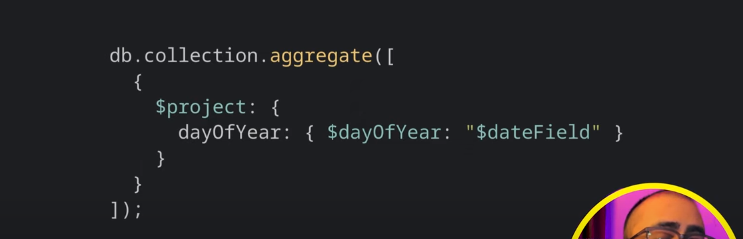 db.collection.aggregate([
{
$project: {
dayOfYear: { $dayOfYear: "$dateField" }
}
}
]);